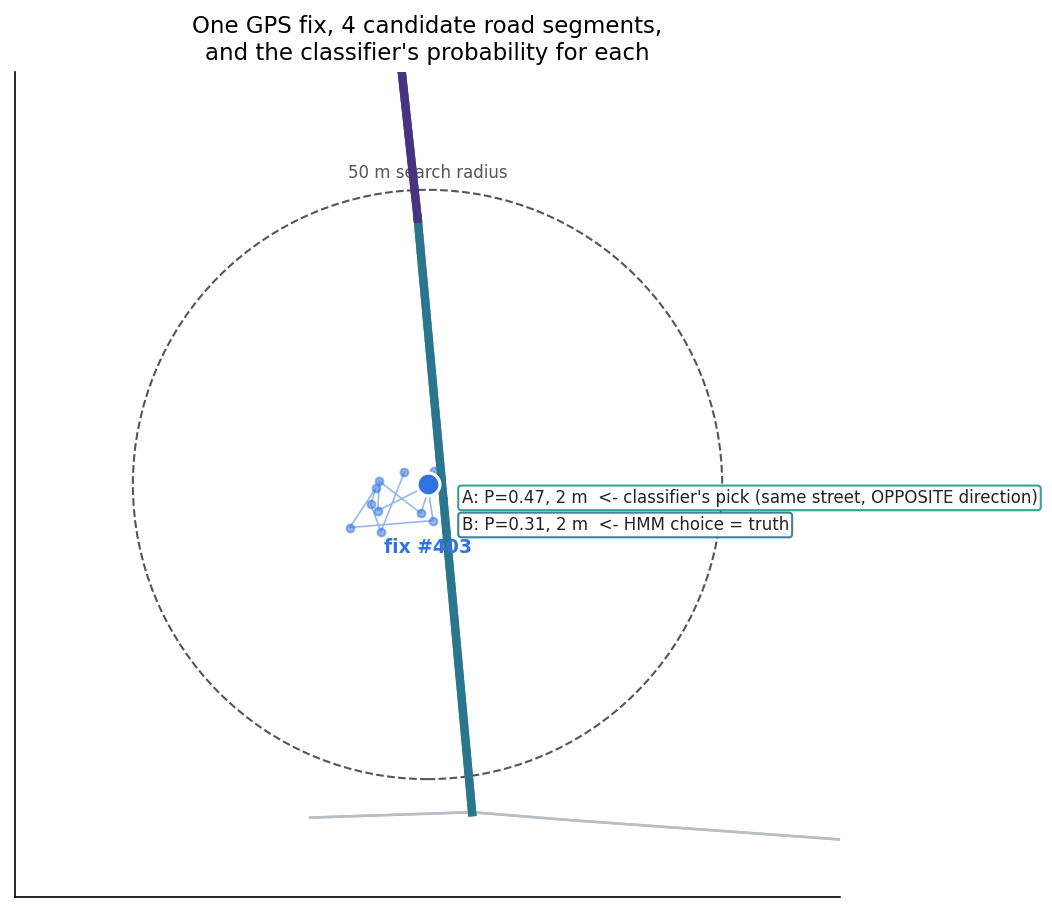 One GPS fix, 4 candidate road segments,
and the classifier's probability for each
50 m search radius
A: P=0.47, 2 m  <- classifier's pick (same street, OPPOSITE direction)
B: P=0.31, 2 m  <- HMM choice = truth
fix #403